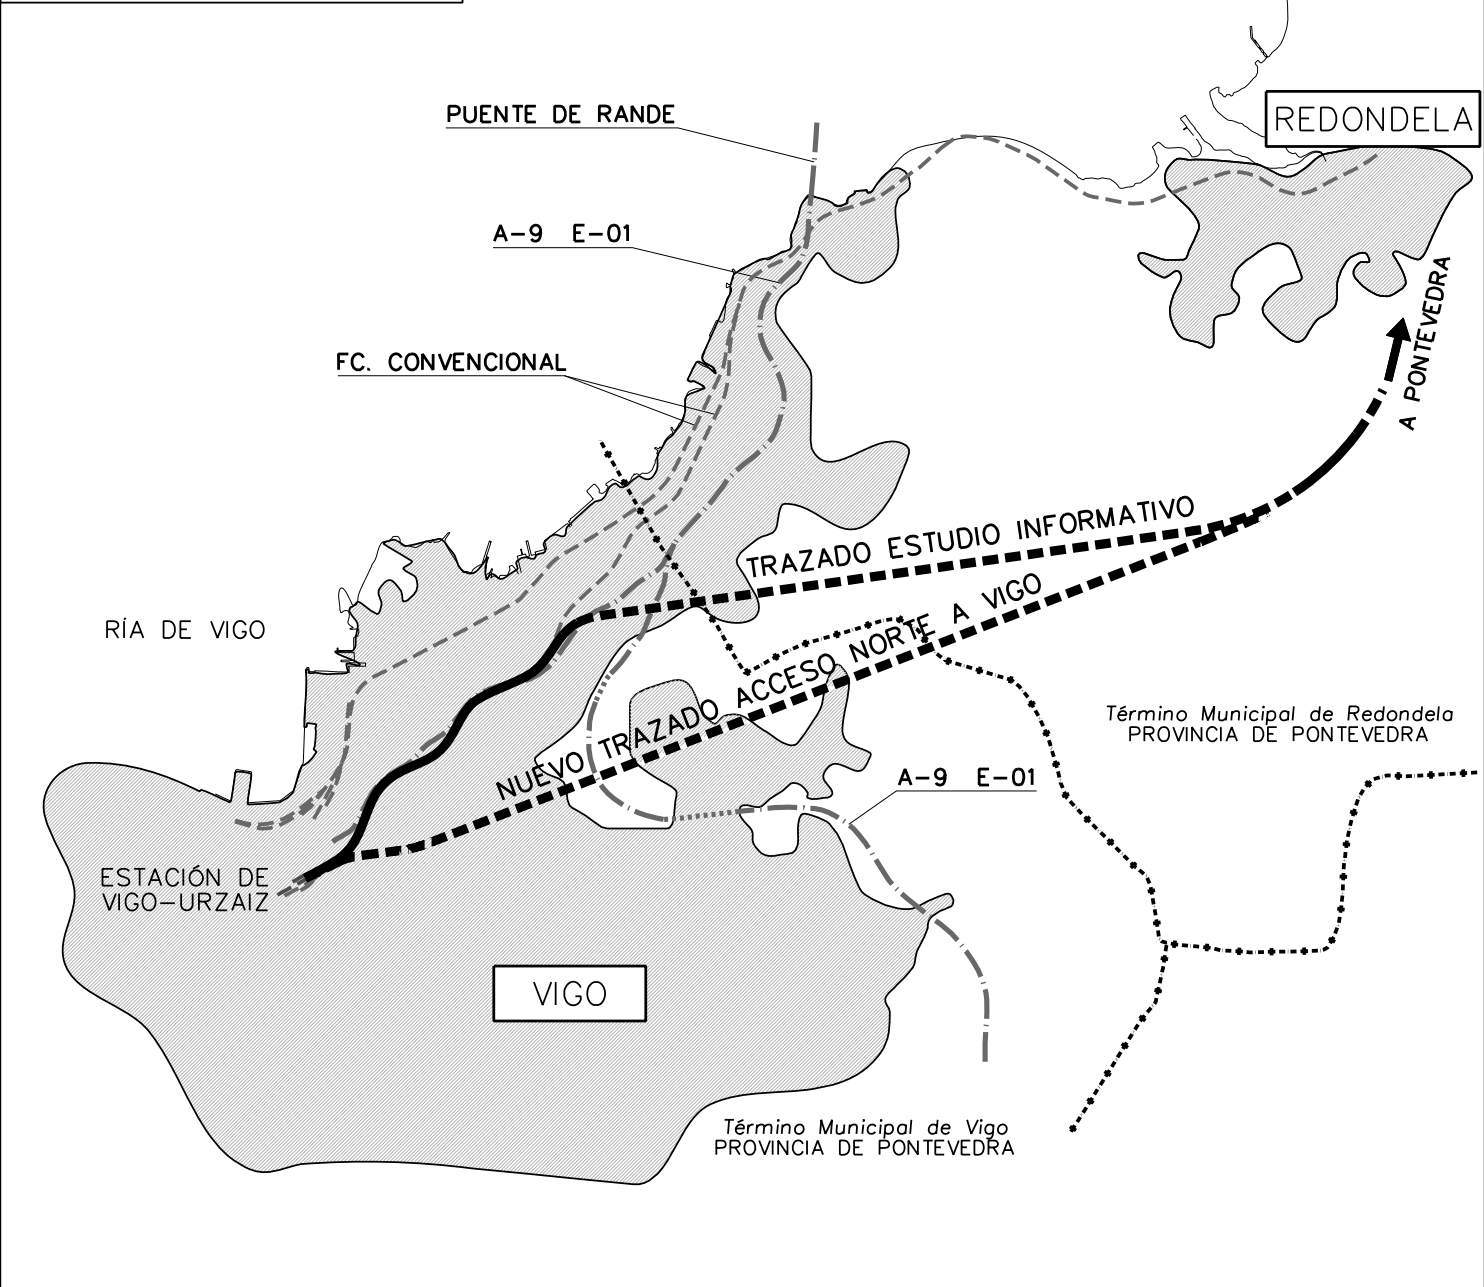 PUENTE DE RANDE
REDONDELA
A-9 E-01
FC. CONVENCIONAL
A PONTEVEDRA
TRAZADO ESTUDIO INFORMATIVO
NUEVO TRAZADO ACCESO NORTE A VIGO
RÍA DE VIGO
Término Municipal de Redondela
PROVINCIA DE PONTEVEDRA
A-9 E-01
ESTACIÓN DE
VIGO-URZAIZ
VIGO
Término Municipal de Vigo
PROVINCIA DE PONTEVEDRA